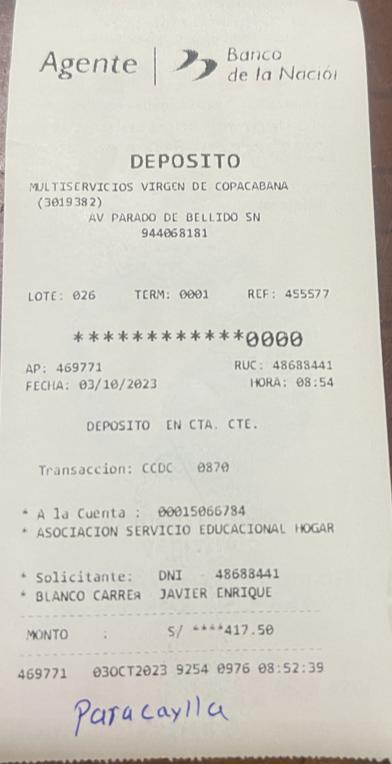 Agente | Banco
de la Nación
DEPOSITO
MULTISERVICIOS VIRGEN DE COPACABANA
(3019382)
AV PARADO DE BELLIDO SN
944068181
LOTE: 026 TERM: 0001 REF: 455577
************0000
AP: 469771 RUC: 48688441
FECHA: 03/10/2023 HORA: 08:54
DEPOSITO EN CTA. CTE.
Transaccion: CCDC 0870
* A la Cuenta : 00015066784
* ASOCIACION SERVICIO EDUCACIONAL HOGAR
* Solicitante: DNI - 48688441
* BLANCO CARREA JAVIER ENRIQUE
MONTO : S/ ****417.50
469771 03OCT2023 9254 0976 08:52:39
Paracaylla